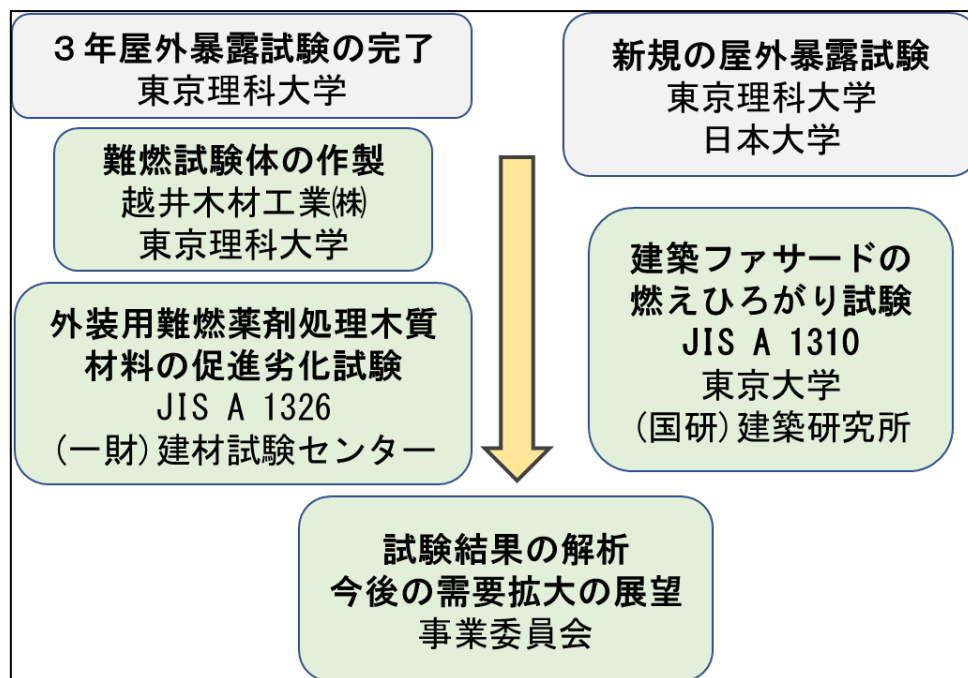 ３年屋外暴露試験の完了
東京理科大学
難燃試験体の作製
越井木材工業㈱
東京理科大学
外装用難燃薬剤処理木質
材料の促進劣化試験
JIS A 1326
(一財)建材試験センター
新規の屋外暴露試験
東京理科大学
日本大学
建築ファサードの
燃えひろがり試験
JIS A 1310
東京大学
(国研)建築研究所
試験結果の解析
今後の需要拡大の展望
事業委員会